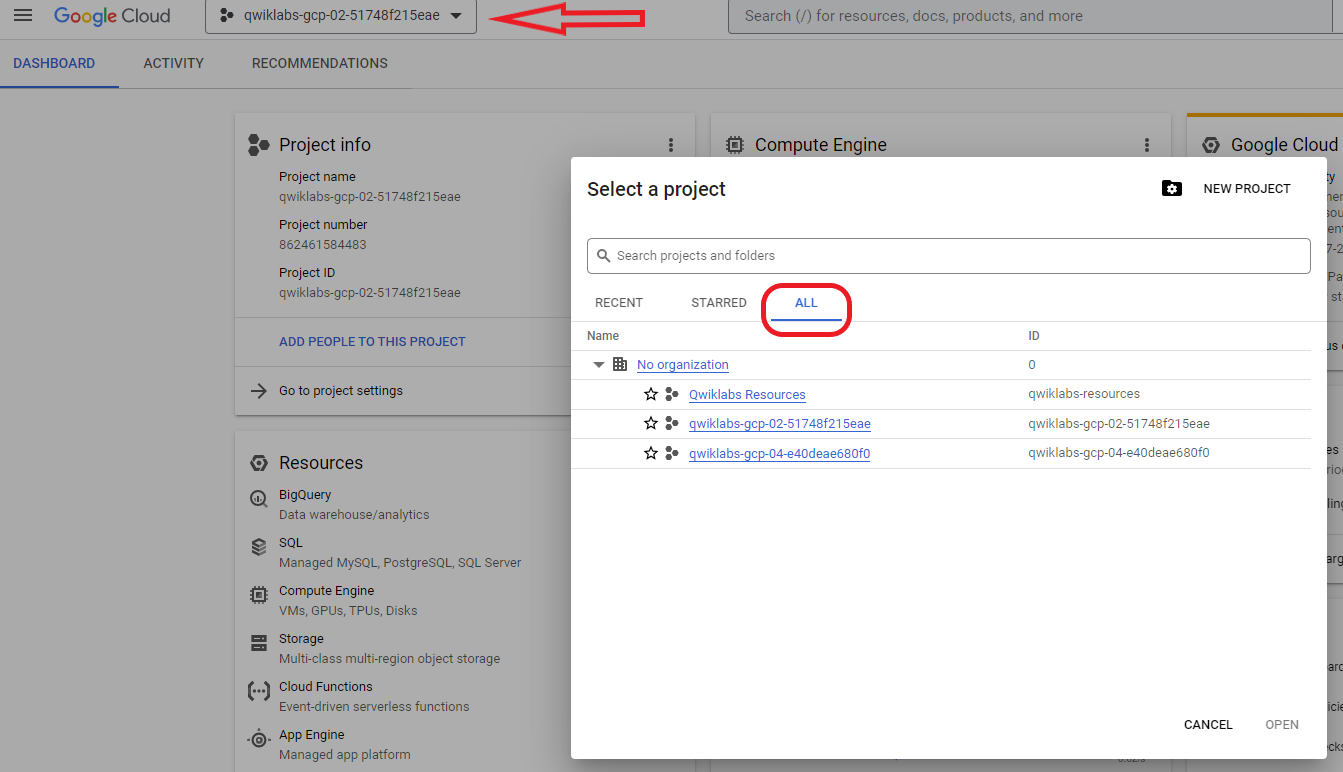 Google Cloud
qwiklabs-gcp-02-51748f215eae
Search (/) for resources, docs, products, and more
DASHBOARD
ACTIVITY
RECOMMENDATIONS
Project info
Project name
qwiklabs-gcp-02-51748f215eae
Project number
862461584483
Project ID
qwiklabs-gcp-02-51748f215eae
ADD PEOPLE TO THIS PROJECT
Go to project settings
Resources
BigQuery
Data warehouse/analytics
SQL
Managed MySQL, PostgreSQL, SQL Server
Compute Engine
VMs, GPUs, TPUs, Disks
Storage
Multi-class multi-region object storage
Cloud Functions
Event-driven serverless functions
App Engine
Managed app platform
Compute Engine
Google Cloud
Select a project
NEW PROJECT
Search projects and folders
RECENT
STARRED
ALL
Name ID
No organization 0
Qwiklabs Resources qwiklabs-resources
qwiklabs-gcp-02-51748f215eae qwiklabs-gcp-02-51748f215eae
qwiklabs-gcp-04-e40deae680f0 qwiklabs-gcp-04-e40deae680f0
CANCEL
OPEN